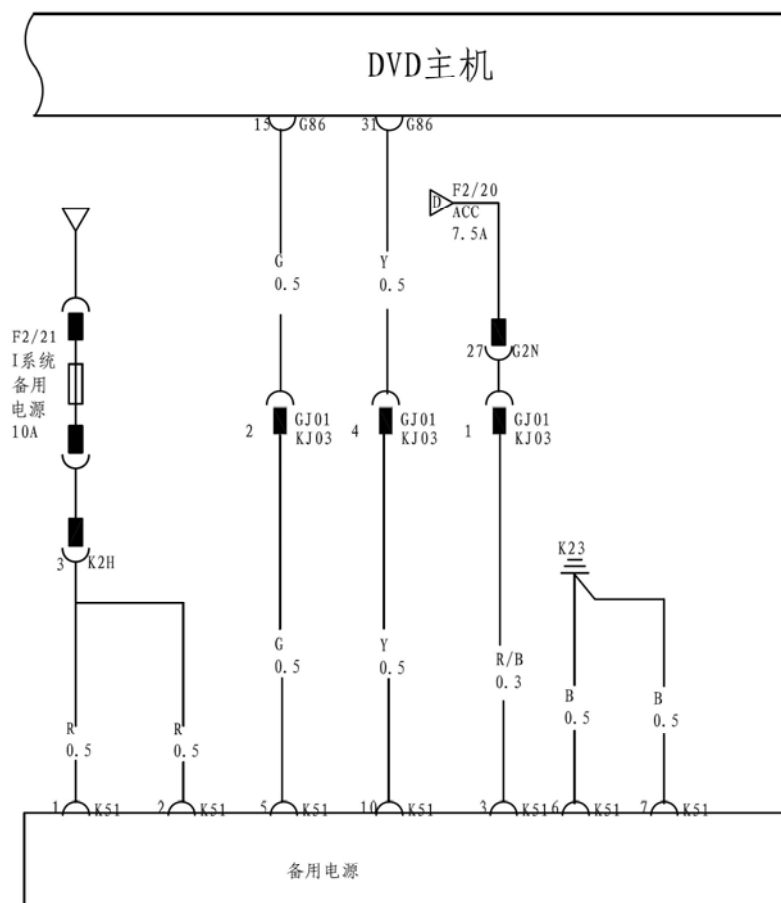 DVD主机
15 G86
31 G86
D
F2/20
ACC
7.5A
G
0.5
Y
0.5
F2/21
I系统
备用
电源
10A
27 G2N
2
GJ01
KJ03
4
GJ01
KJ03
1
GJ01
KJ03
3 K2H
K23
G
0.5
Y
0.5
R/B
0.3
B
0.5
B
0.5
R
0.5
R
0.5
1 K51
2 K51
5 K51
10 K51
3 K51
6 K51
7 K51
备用电源